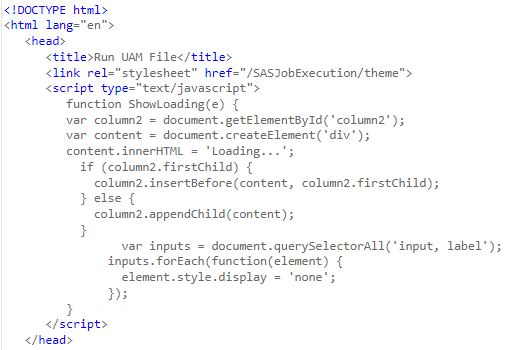 <!DOCTYPE html>
<html lang="en">
   <head>
      <title>Run UAM File</title>
      <link rel="stylesheet" href="/SASJobExecution/theme">
      <script type="text/javascript">
         function ShowLoading(e) {
         var column2 = document.getElementById('column2');
         var content = document.createElement('div');
         content.innerHTML = 'Loading...';
           if (column2.firstChild) {
             column2.insertBefore(content, column2.firstChild);
           } else {
             column2.appendChild(content);
           }
                 var inputs = document.querySelectorAll('input, label');
               inputs.forEach(function(element) {
                 element.style.display = 'none';
               });
         }
      </script>
   </head>